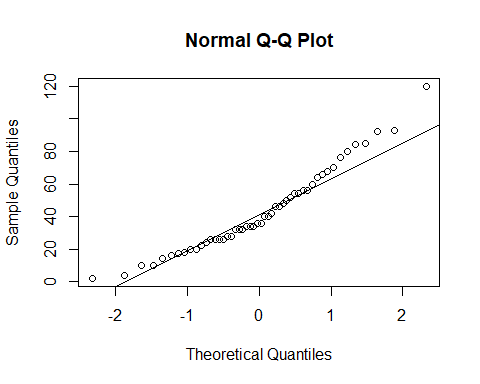 Normal Q-Q Plot
Sample Quantiles
0 20 40 60 80 120
-2 -1 0 1 2
Theoretical Quantiles